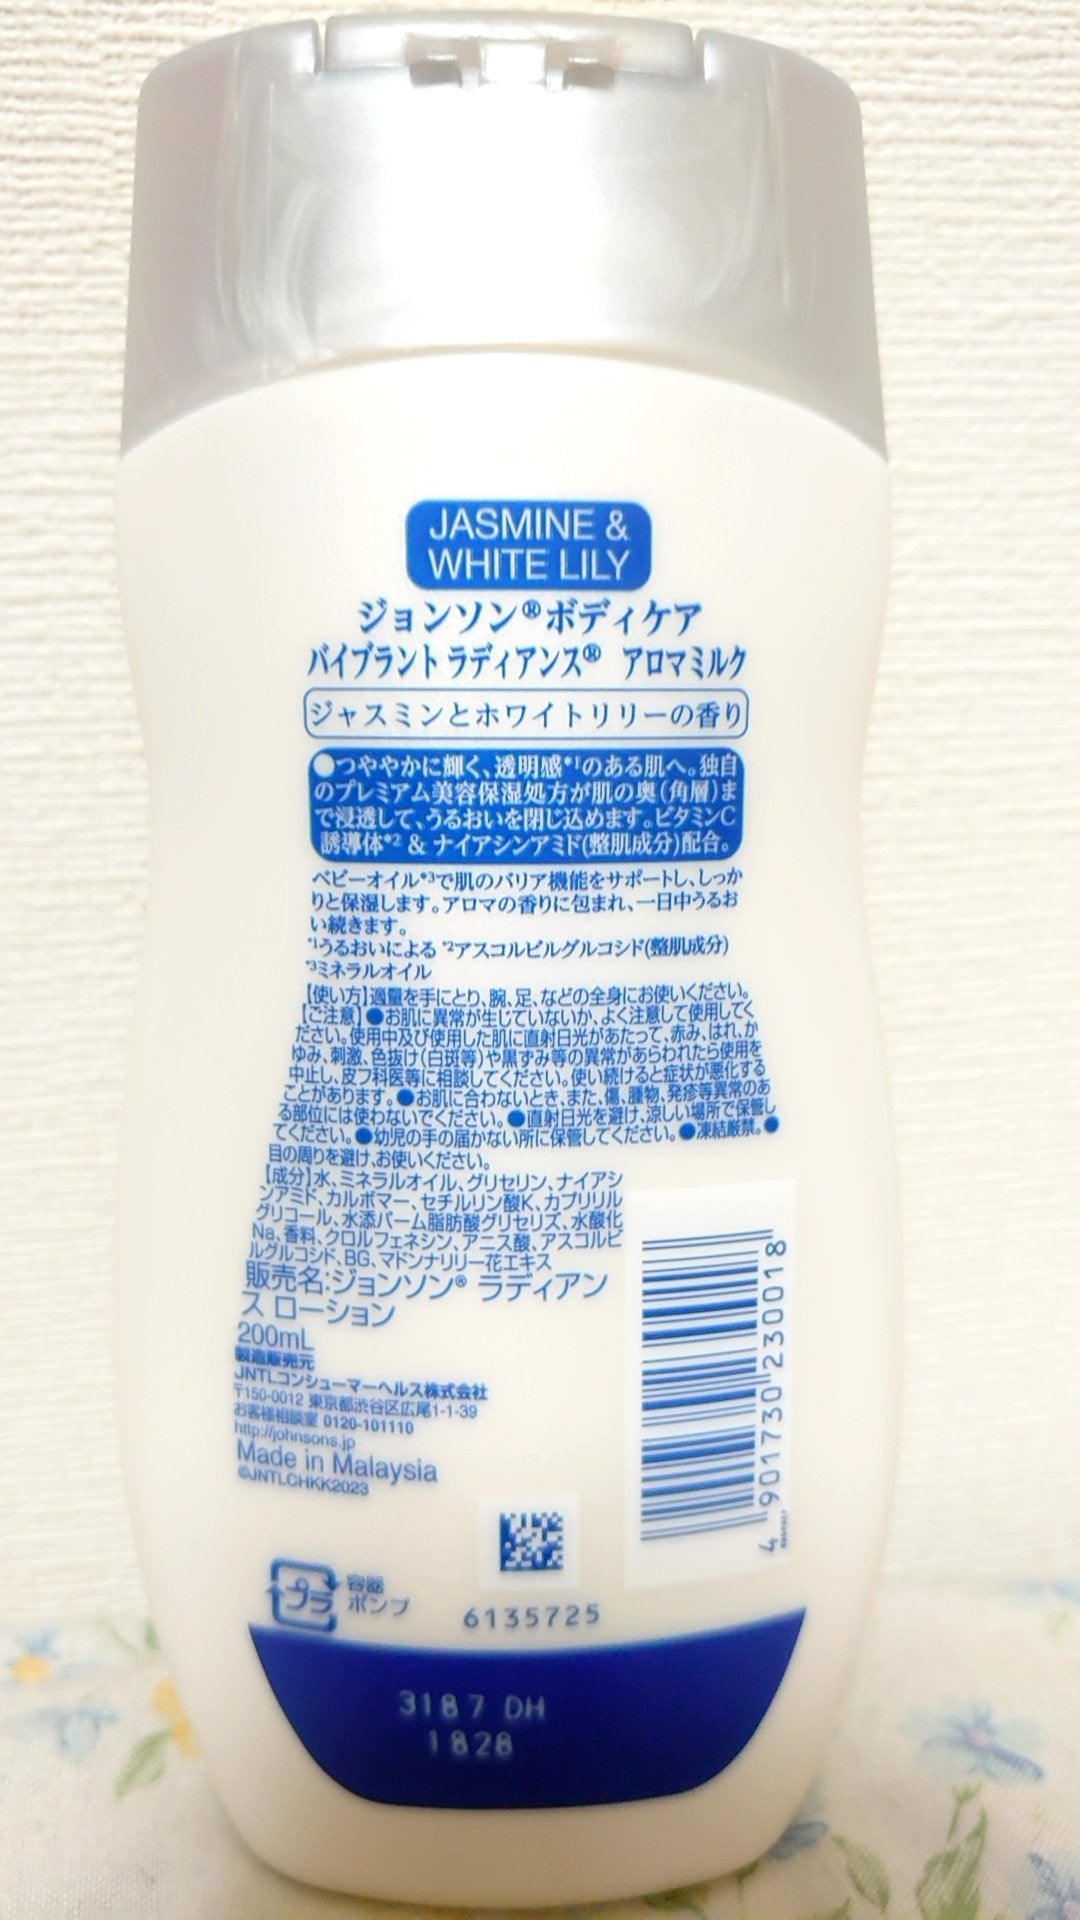 JASMINE &
WHITE LILY
ジョンソン®ボディケア
バイブラント ラディアンス® アロマミルク
ジャスミンとホワイトリリーの香り
●つややかに輝く、透明感*1のある肌へ。独自
のプレミアム美容保湿処方が肌の奥(角層)ま
で浸透して、うるおいを閉じ込めます。ビタミンC
誘導体*2 & ナイアシンアミド(整肌成分)配合。
ベビーオイル*3で肌のバリア機能をサポートし、しっか
りと保湿します。アロマの香りに包まれ、一日中うるお
い続きます。
*1うるおいによる *2アスコルビルグルコシド(整肌成分)
*3ミネラルオイル
【使い方】適量を手にとり、腕、足、などの全身にお使いください。
【ご注意】●お肌に異常が生じていないか、よく注意して使用してく
ださい。使用中及び使用した肌に直射日光があたって、赤み、はれ、か
ゆみ、刺激、色抜け(白斑等)や黒ずみ等の異常があらわれたら使用を
中止し、皮フ科医等に相談してください。使い続けると症状が悪化する
ことがあります。●お肌に合わないとき、また、傷、腫物、発疹等異常のあ
る部位には使わないでください。●直射日光を避け、涼しい場所で保管し
てください。●幼児の手の届かない所に保管してください。●凍結厳禁。●
目の周りを避け、お使いください。
【成分】水、ミネラルオイル、グリセリン、ナイアシ
ンアミド、カルボマー、セチルリン酸K、カプリリル
グリコール、水添パーム脂肪酸グリセリズ、水酸化
Na、香料、クロルフェネシン、アニス酸、アスコルビ
ルグルコシド、BG、マドンナリリー花エキス
販売名:ジョンソン® ラディアン
ス ローション
200mL
製造販売元
JNTLコンシューマーヘルス株式会社
〒150-0012 東京都渋谷区広尾1-1-39
お客様相談室 0120-101110
http://johnsons.jp
Made in Malaysia
©JNTLCHKK2023
4 901730 230018
プラ
容器
ポンプ
6135725
3187 DH
1828